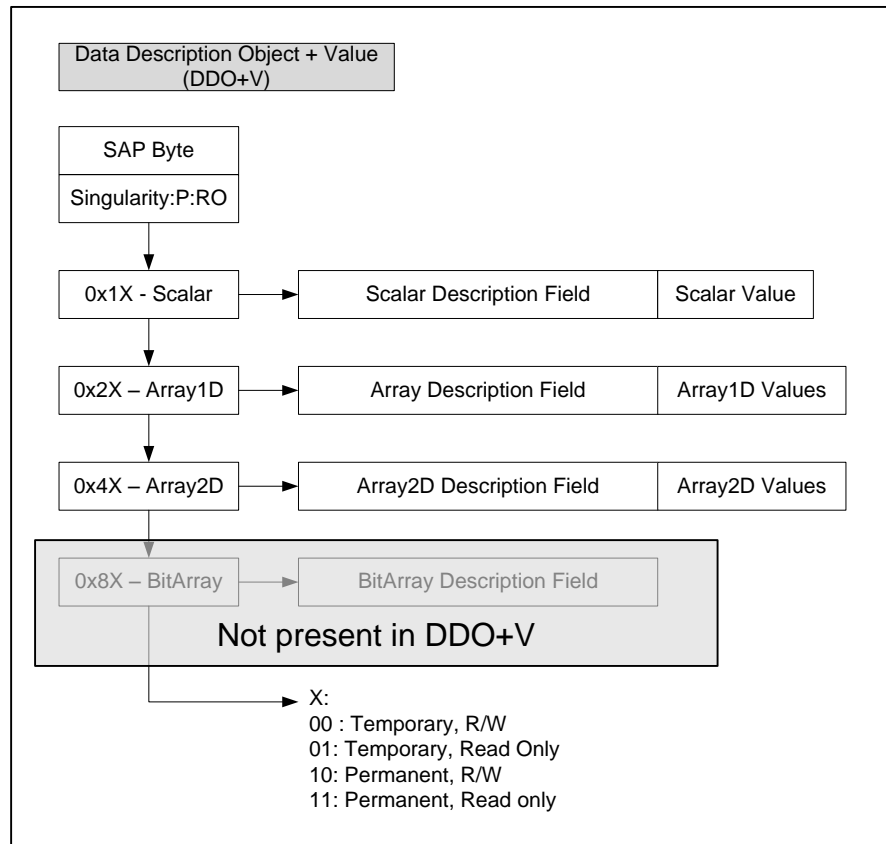 Data Description Object + Value
(DDO+V)
SAP Byte
Singularity:P:RO
0x1X - Scalar
Scalar Description Field
Scalar Value
0x2X – Array1D
Array Description Field
Array1D Values
0x4X – Array2D
Array2D Description Field
Array2D Values
0x8X – BitArray
BitArray Description Field
Not present in DDO+V
X:
00 : Temporary, R/W
01: Temporary, Read Only
10: Permanent, R/W
11: Permanent, Read only